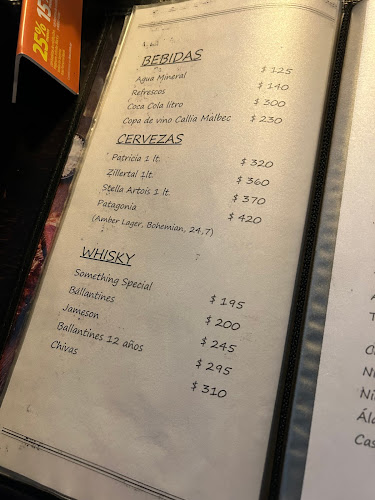 25% 15
BEBIDAS
Agua Mineral $ 125
Refrescos $ 140
Coca Cola litro $ 300
Copa de vino Callia Malbec $ 230
CERVEZAS
Patricia 1 lt. $ 320
Zillertal 1lt. $ 360
Stella Artois 1 lt $ 370
Patagonia $ 420
(Amber Lager, Bohemian, 24,7)
WHISKY
Something Special $ 195
Ballantines $ 200
Jameson $ 245
Ballantines 12 años $ 295
Chivas $ 310